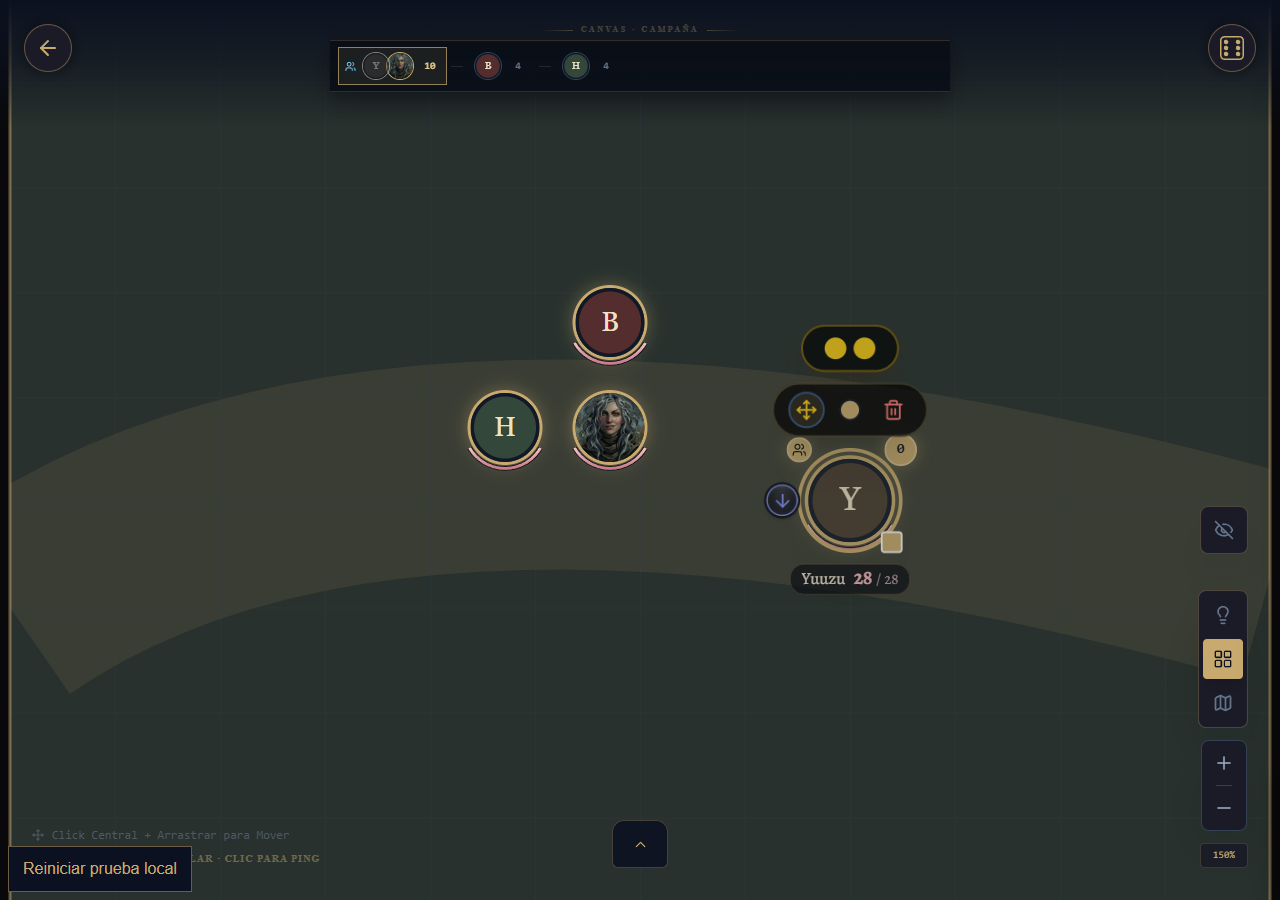 CANVAS · CAMPAÑA
Y 10 B 4 H 4
B
H
0
Y
Yuuzu 28 / 28
Click Central + Arrastrar para Mover
LAR · CLIC PARA PING
Reiniciar prueba local
150%